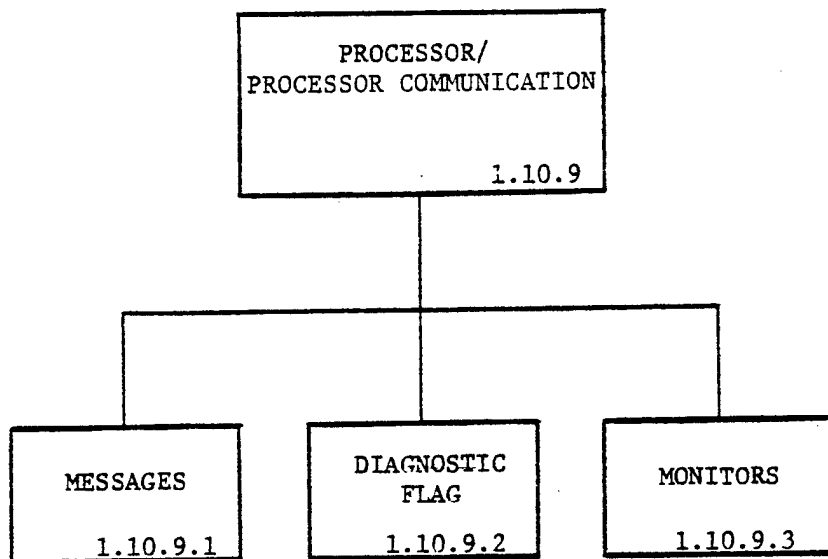 PROCESSOR/
PROCESSOR COMMUNICATION
1.10.9
MESSAGES
1.10.9.1
DIAGNOSTIC
FLAG
1.10.9.2
MONITORS
1.10.9.3